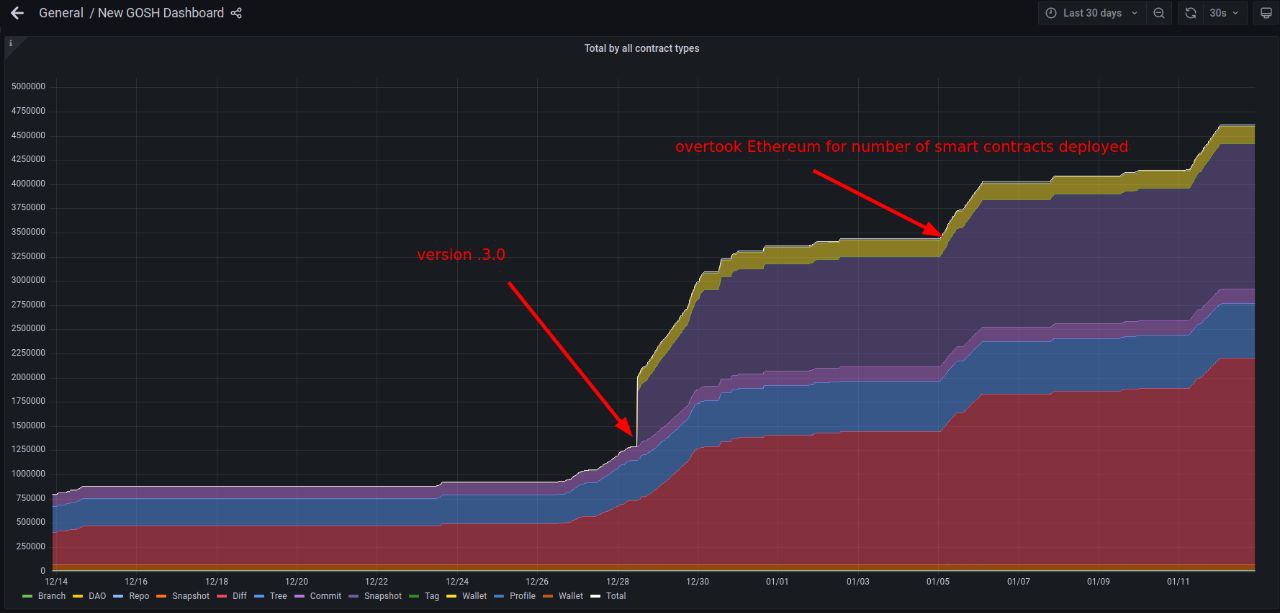 General / New GOSH Dashboard
Last 30 days
30s
i
Total by all contract types
5000000
4750000
4500000
4250000
4000000
3750000
3500000
3250000
3000000
2750000
2500000
2250000
2000000
1750000
1500000
1250000
1000000
750000
500000
250000
0
overtook Ethereum for number of smart contracts deployed
version .3.0
12/14 12/16 12/18 12/20 12/22 12/24 12/26 12/28 12/30 01/01 01/03 01/05 01/07 01/09 01/11
Branch DAO Repo Snapshot Diff Tree Commit Snapshot Tag Wallet Profile Wallet Total